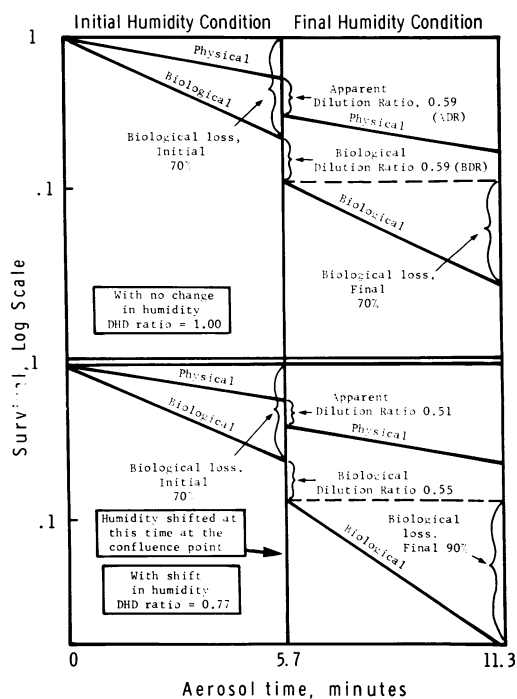 Initial Humidity Condition
Final Humidity Condition
1
Physical
Biological
Biological loss,
Initial
70%
Apparent
Dilution Ratio, 0.59
(ADR)
Physical
Biological
Dilution Ratio 0.59 (BDR)
.1
Biological
Biological loss,
Final
70%
With no change
in humidity
DHD ratio = 1.00
Survival, Log Scale
.1
Physical
Biological
Biological loss,
Initial
70%
Apparent
Dilution Ratio 0.51
Physical
Biological
Dilution Ratio 0.55
.1
Humidity shifted at
this time at the
confluence point
Biological
Biological
loss,
Final 90%
With shift
in humidity
DHD ratio = 0.77
0
5.7
11.3
Aerosol time, minutes